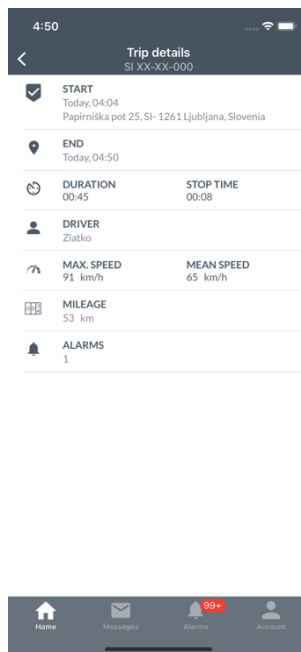 4:50
Trip details
SI XX-XX-000
START
Today, 04:04
Papirniška pot 25, SI- 1261 Ljubljana, Slovenia
END
Today, 04:50
DURATION STOP TIME
00:45 00:08
DRIVER
Zlatko
MAX. SPEED MEAN SPEED
91 km/h 65 km/h
MILEAGE
53 km
ALARMS
1
99+
Home Messages Alarms Account